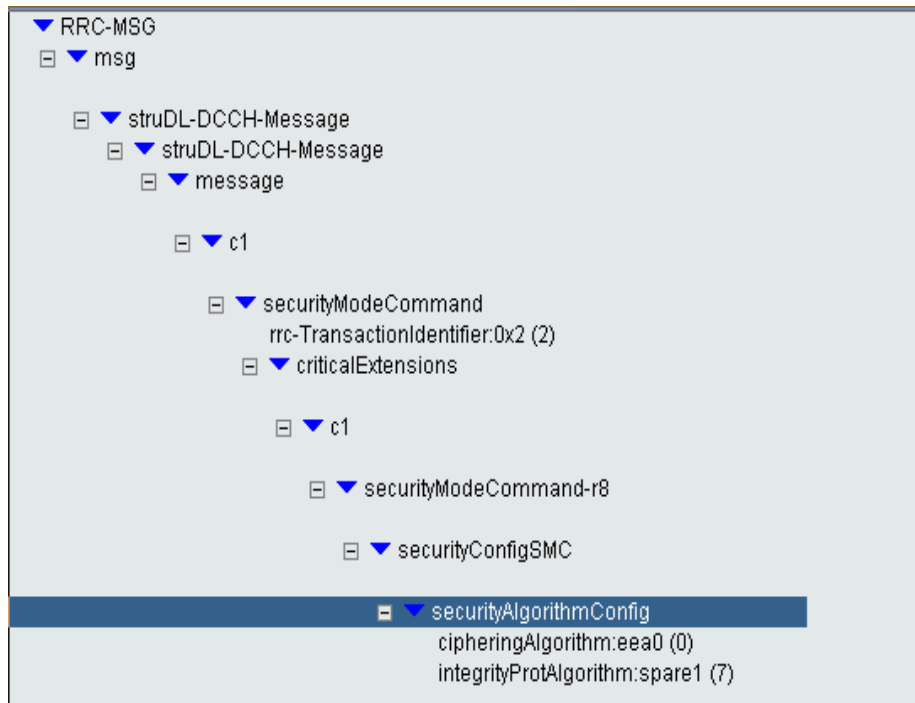 RRC-MSG
msg
struDL-DCCH-Message
struDL-DCCH-Message
message
c1
securityModeCommand
rrc-TransactionIdentifier:0x2 (2)
criticalExtensions
c1
securityModeCommand-r8
securityConfigSMC
securityAlgorithmConfig
cipheringAlgorithm:eea0 (0)
integrityProtAlgorithm:spare1 (7)